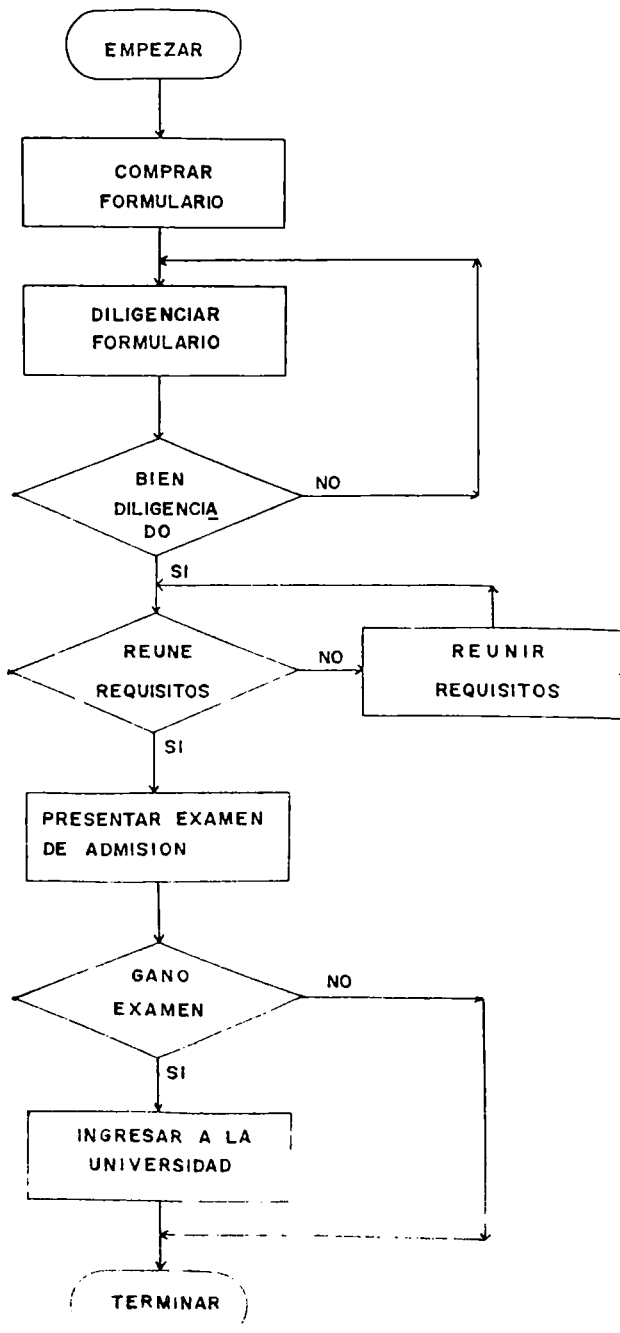 EMPEZAR
COMPRAR
FORMULARIO
DILIGENCIAR
FORMULARIO
BIEN
DILIGENCIA
DO
NO
SI
REUNE
REQUISITOS
NO
REUNIR
REQUISITOS
SI
PRESENTAR EXAMEN
DE ADMISION
GANO
EXAMEN
NO
SI
INGRESAR A LA
UNIVERSIDAD
TERMINAR